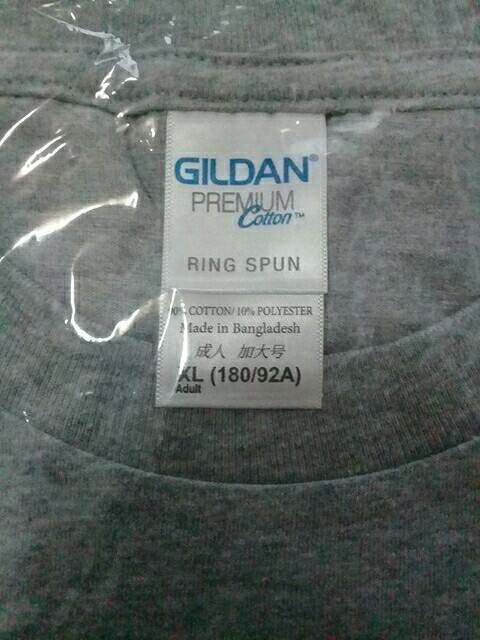 GILDAN®
PREMIUM
Cotton™
RING SPUN
90% COTTON/ 10% POLYESTER
Made in Bangladesh
成人 加大号
XL (180/92A)
Adult